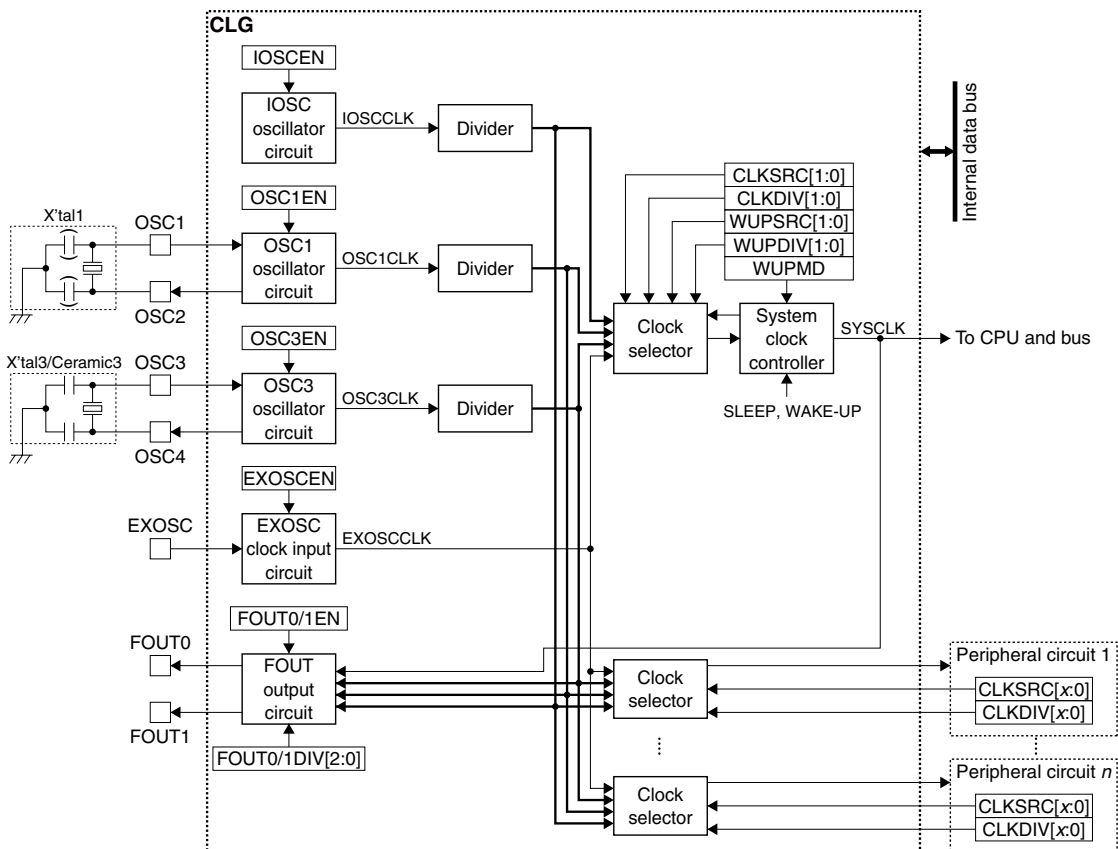 CLG
IOSCEN
IOSC
oscillator
circuit
IOSCCLK
Divider
Internal data bus
CLKSRC[1:0]
CLKDIV[1:0]
WUPSRC[1:0]
WUPDIV[1:0]
WUPMD
X'tal1
OSC1
OSC2
OSC1EN
OSC1
oscillator
circuit
OSC1CLK
Divider
Clock
selector
System
clock
controller
SYSCLK
To CPU and bus
SLEEP, WAKE-UP
X'tal3/Ceramic3
OSC3
OSC4
OSC3EN
OSC3
oscillator
circuit
OSC3CLK
Divider
EXOSC
EXOSCEN
EXOSC
clock input
circuit
EXOSCCLK
FOUT0
FOUT1
FOUT0/1EN
FOUT
output
circuit
FOUT0/1DIV[2:0]
Clock
selector
Peripheral circuit 1
CLKSRC[x:0]
CLKDIV[x:0]
Clock
selector
Peripheral circuit n
CLKSRC[x:0]
CLKDIV[x:0]